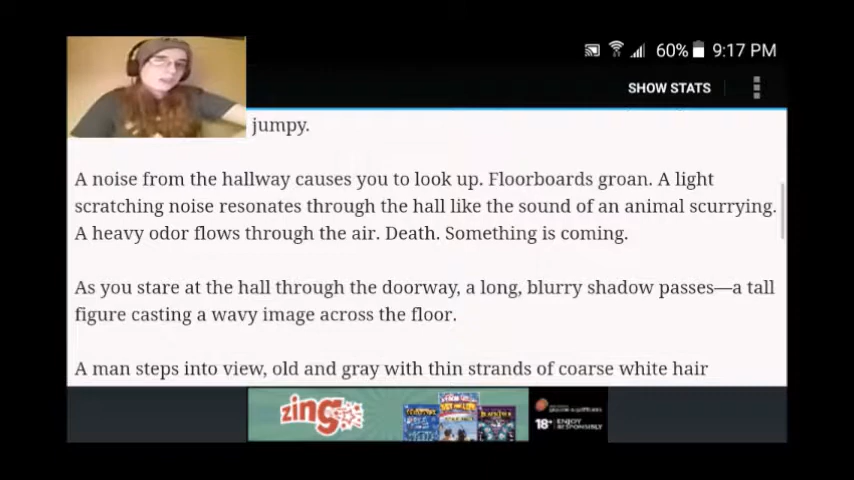 60% 9:17 PM
SHOW STATS
jumpy.
A noise from the hallway causes you to look up. Floorboards groan. A light
scratching noise resonates through the hall like the sound of an animal scurrying.
A heavy odor flows through the air. Death. Something is coming.
As you stare at the hall through the doorway, a long, blurry shadow passes—a tall
figure casting a wavy image across the floor.
A man steps into view, old and gray with thin strands of coarse white hair
zing
18+ ENJOY
RESPONSIBLY